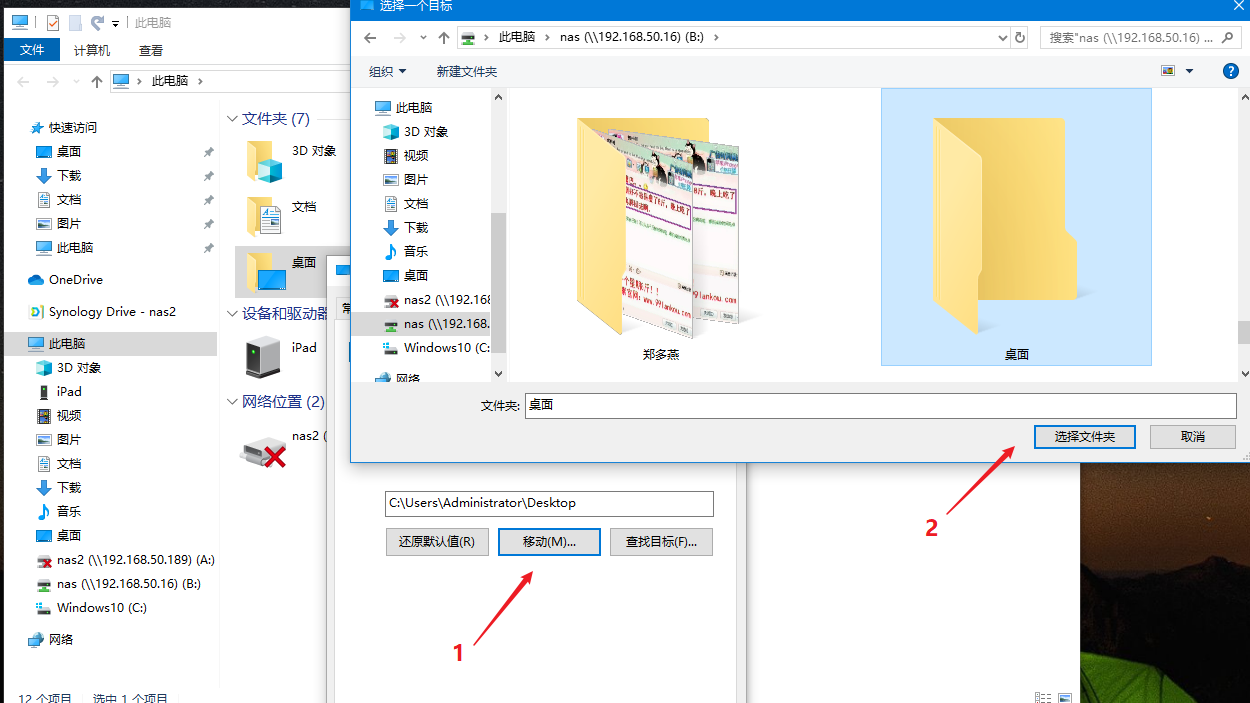 此电脑
文件
计算机
查看
此电脑
快速访问
桌面
下载
文档
图片
此电脑
OneDrive
Synology Drive - nas2
此电脑
3D 对象
iPad
视频
图片
文档
下载
音乐
桌面
nas2 (\\192.168.50.189) (A:)
nas (\\192.168.50.16) (B:)
Windows10 (C:)
网络
12 个项目
选中 1 个项目
文件夹 (7)
3D 对象
文档
桌面
设备和驱动器
iPad
网络位置 (2)
nas2 (
常
C:\Users\Administrator\Desktop
还原默认值(R)
移动(M)...
查找目标(F)...
1
选择一个目标
此电脑
nas (\\192.168.50.16) (B:)
搜索"nas (\\192.168.50.16) ...
组织
新建文件夹
此电脑
3D 对象
视频
图片
文档
下载
音乐
桌面
nas2 (\\192.168
nas (\\192.168.
Windows10 (C:
网络
郑多燕
桌面
文件夹:
桌面
选择文件夹
取消
2